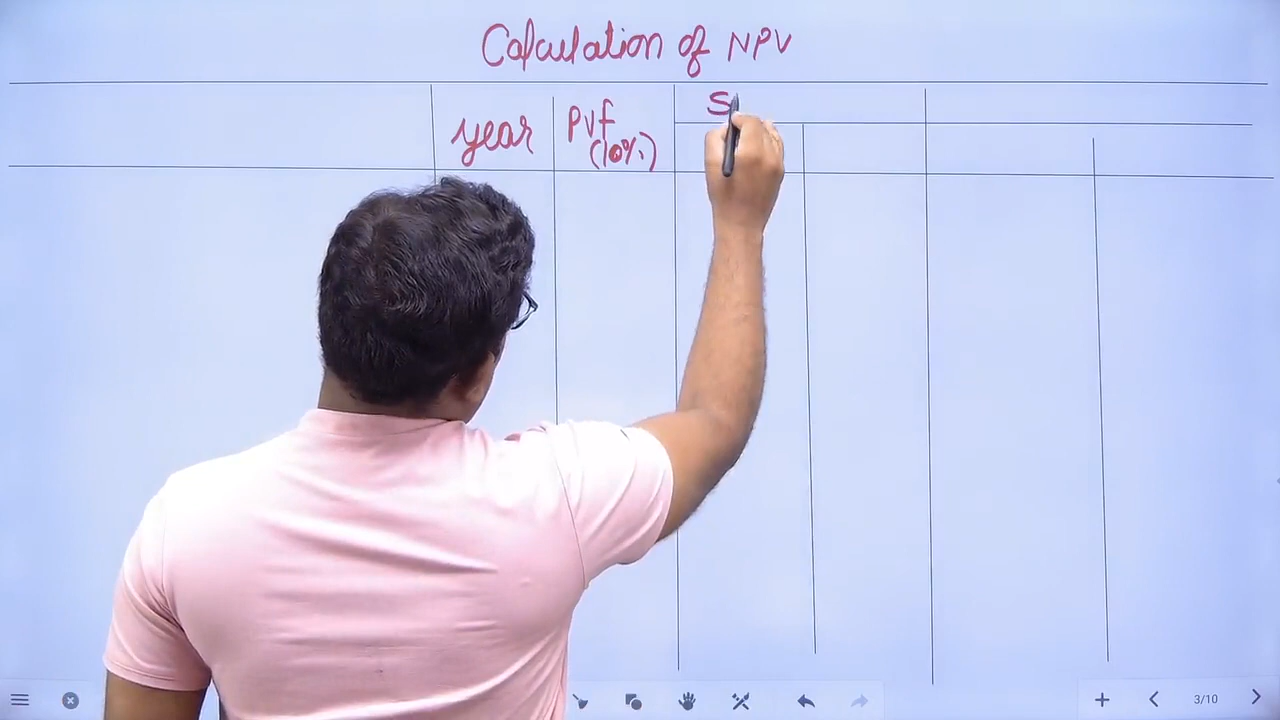 Calculation of NPV
year
PVf
(10%)
S
3/10